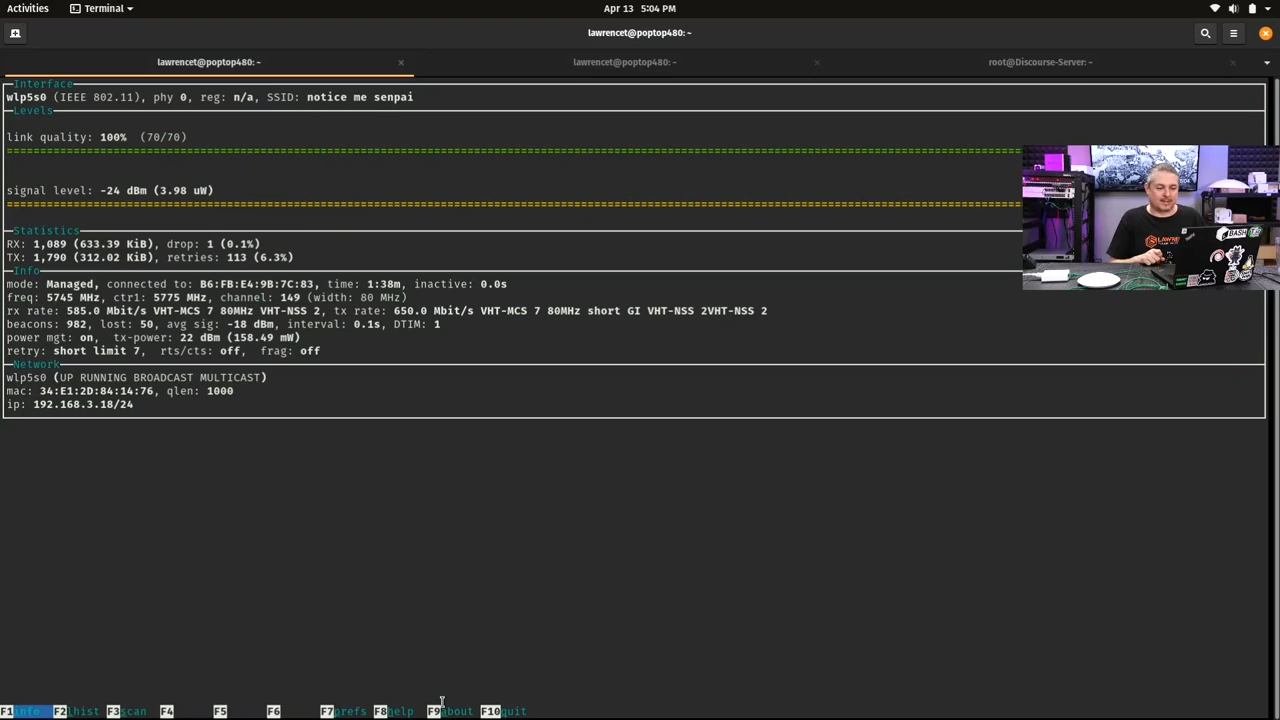 Activities
Terminal
Apr 13 5:04 PM
lawrencet@poptop480: ~
lawrencet@poptop480: ~
lawrencet@poptop480: ~
root@Discourse-Server: ~
Interface
wlp5s0 (IEEE 802.11), phy 0, reg: n/a, SSID: notice me senpai
Levels
link quality: 100% (70/70)
signal level: -24 dBm (3.98 uW)
Statistics
RX: 1,089 (633.39 KiB), drop: 1 (0.1%)
TX: 1,790 (312.02 KiB), retries: 113 (6.3%)
Info
mode: Managed, connected to: B6:FB:E4:9B:7C:83, time: 1:38m, inactive: 0.0s
freq: 5745 MHz, ctr1: 5775 MHz, channel: 149 (width: 80 MHz)
rx rate: 585.0 Mbit/s VHT-MCS 7 80MHz VHT-NSS 2, tx rate: 650.0 Mbit/s VHT-MCS 7 80MHz short GI VHT-NSS 2VHT-NSS 2
beacons: 982, lost: 50, avg sig: -18 dBm, interval: 0.1s, DTIM: 1
power mgt: on, tx-power: 22 dBm (158.49 mW)
retry: short limit 7, rts/cts: off, frag: off
Network
wlp5s0 (UP RUNNING BROADCAST MULTICAST)
mac: 34:E1:2D:84:14:76, qlen: 1000
ip: 192.168.3.18/24
BASH
F1info F2lhist F3scan F4 F5 F6 F7prefs F8help F9about F10quit